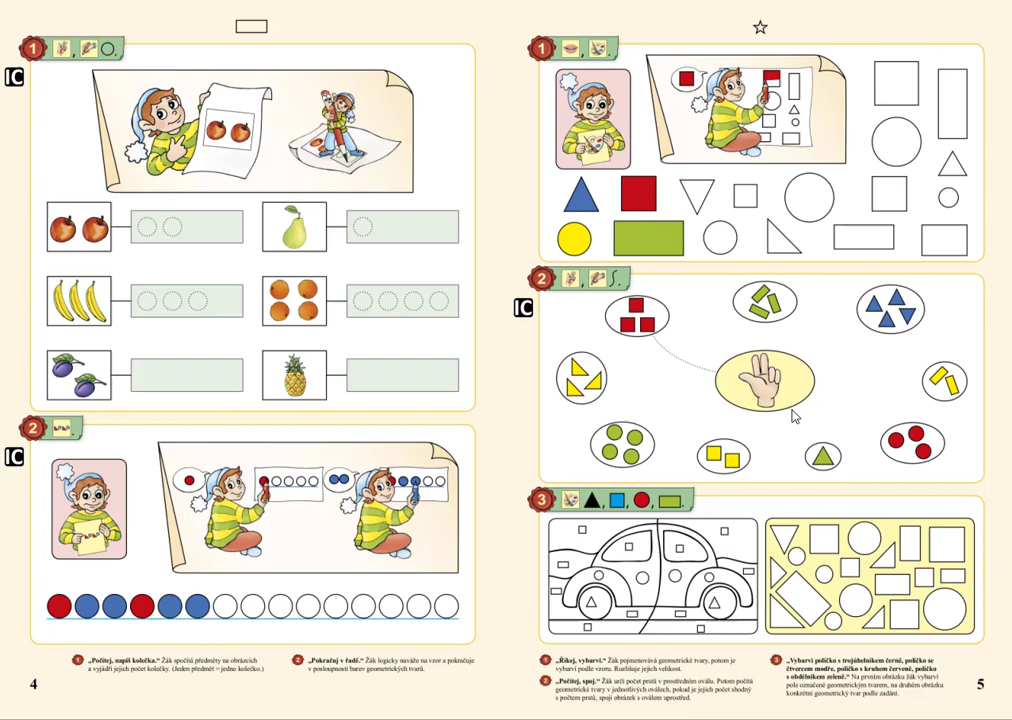 1
,
IC
2
IC
1 „Počítej, napiš kolečka.“ Žák spočítá předměty na obrázcích
a vyjádří jejich počet kolečky. (Jeden předmět = jedno kolečko.)
2 „Pokračuj v řadě.“ Žák logicky naváže na vzor a pokračuje
v posloupnosti barev geometrických tvarů.
4
1
,
2
,
IC
3
, , , .
1 „Říkej, vybarvi.“ Žák pojmenovává geometrické tvary, potom je
vybarví podle vzoru. Rozlišuje jejich velikost.
2 „Počítej, spoj.“ Žák určí počet prstů v prostředním oválu. Potom počítá
geometrické tvary v jednotlivých oválech, pokud je jejich počet shodný
s počtem prstů, spojí obrázek s oválem uprostřed.
3 „Vybarvi políčko s trojúhelníkem černě, políčko se
čtvercem modře, políčko s kruhem červeně, políčko
s obdélníkem zeleně.“ Na prvním obrázku žák vybarví
pole označené geometrickým tvarem, na druhém obrázku
konkrétní geometrický tvar podle zadání.
5